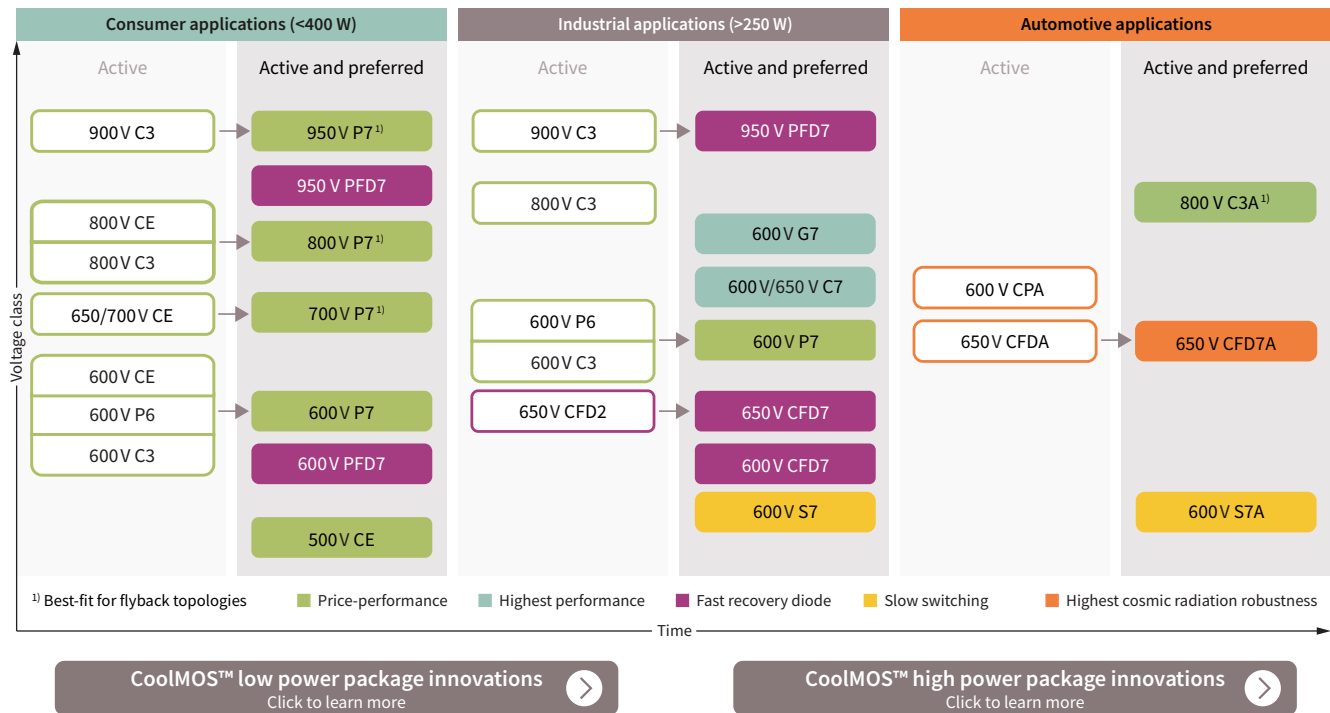 Consumer applications (<400 W)
Industrial applications (>250 W)
Automotive applications
Active
Active and preferred
Active
Active and preferred
Active
Active and preferred
Voltage class
900 V C3
950 V P7 1)
950 V PFD7
800 V CE
800 V C3
800 V P7 1)
650/700 V CE
700 V P7 1)
600 V CE
600 V P6
600 V C3
600 V P7
600 V PFD7
500 V CE
900 V C3
950 V PFD7
800 V C3
600 V G7
600 V/650 V C7
600 V P6
600 V C3
600 V P7
650 V CFD2
650 V CFD7
600 V CFD7
600 V S7
800 V C3A 1)
600 V CPA
650 V CFDA
650 V CFD7A
600 V S7A
1) Best-fit for flyback topologies
Price-performance
Highest performance
Fast recovery diode
Slow switching
Highest cosmic radiation robustness
Time
CoolMOS™ low power package innovations
Click to learn more
CoolMOS™ high power package innovations
Click to learn more